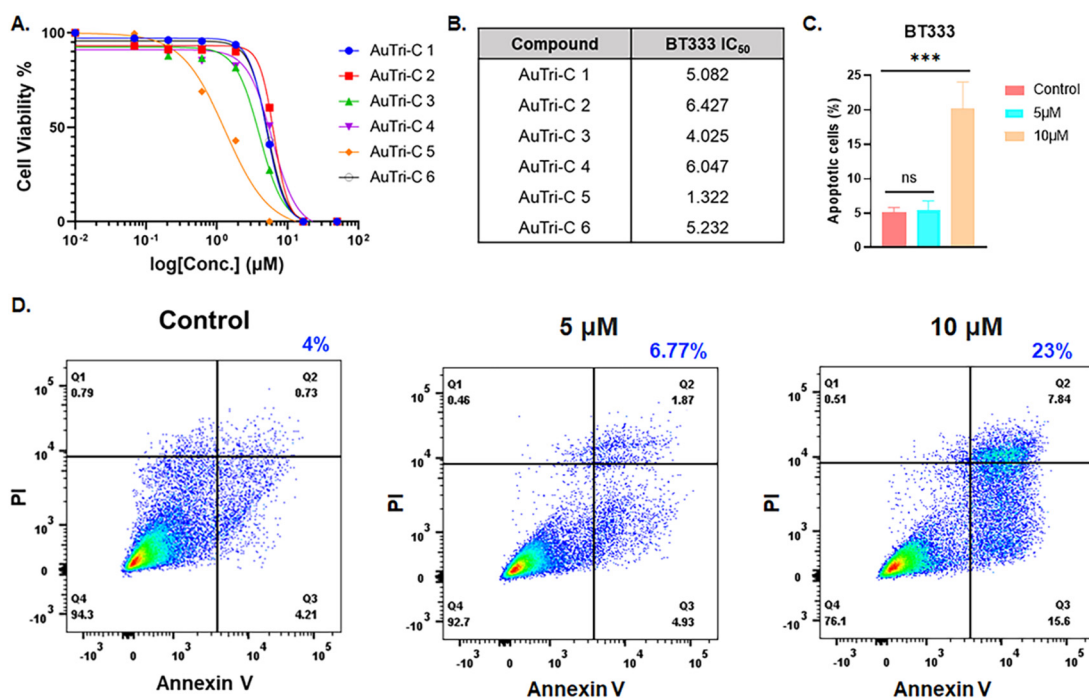 A.
Cell Viability %
100
50
0
10⁻²
10⁻¹
10⁰
10¹
10²
log[Conc.] (µM)
AuTri-C 1
AuTri-C 2
AuTri-C 3
AuTri-C 4
AuTri-C 5
AuTri-C 6
B.
Compound BT333 IC₅₀
AuTri-C 1 5.082
AuTri-C 2 6.427
AuTri-C 3 4.025
AuTri-C 4 6.047
AuTri-C 5 1.322
AuTri-C 6 5.232
C.
BT333
Apoptotic cells (%)
25
20
15
10
5
0
***
ns
Control
5µM
10µM
D.
Control
4%
Q1
0.79
Q2
0.73
Q4
94.3
Q3
4.21
PI
10⁵
10⁴
10³
0
-10³
-10³ 0 10³ 10⁴ 10⁵
Annexin V
5 µM
6.77%
Q1
0.46
Q2
1.87
Q4
92.7
Q3
4.93
PI
10⁵
10⁴
10³
0
-10³
-10³ 0 10³ 10⁴ 10⁵
Annexin V
10 µM
23%
Q1
0.51
Q2
7.84
Q4
76.1
Q3
15.6
PI
10⁵
10⁴
10³
0
-10³
-10³ 0 10³ 10⁴ 10⁵
Annexin V